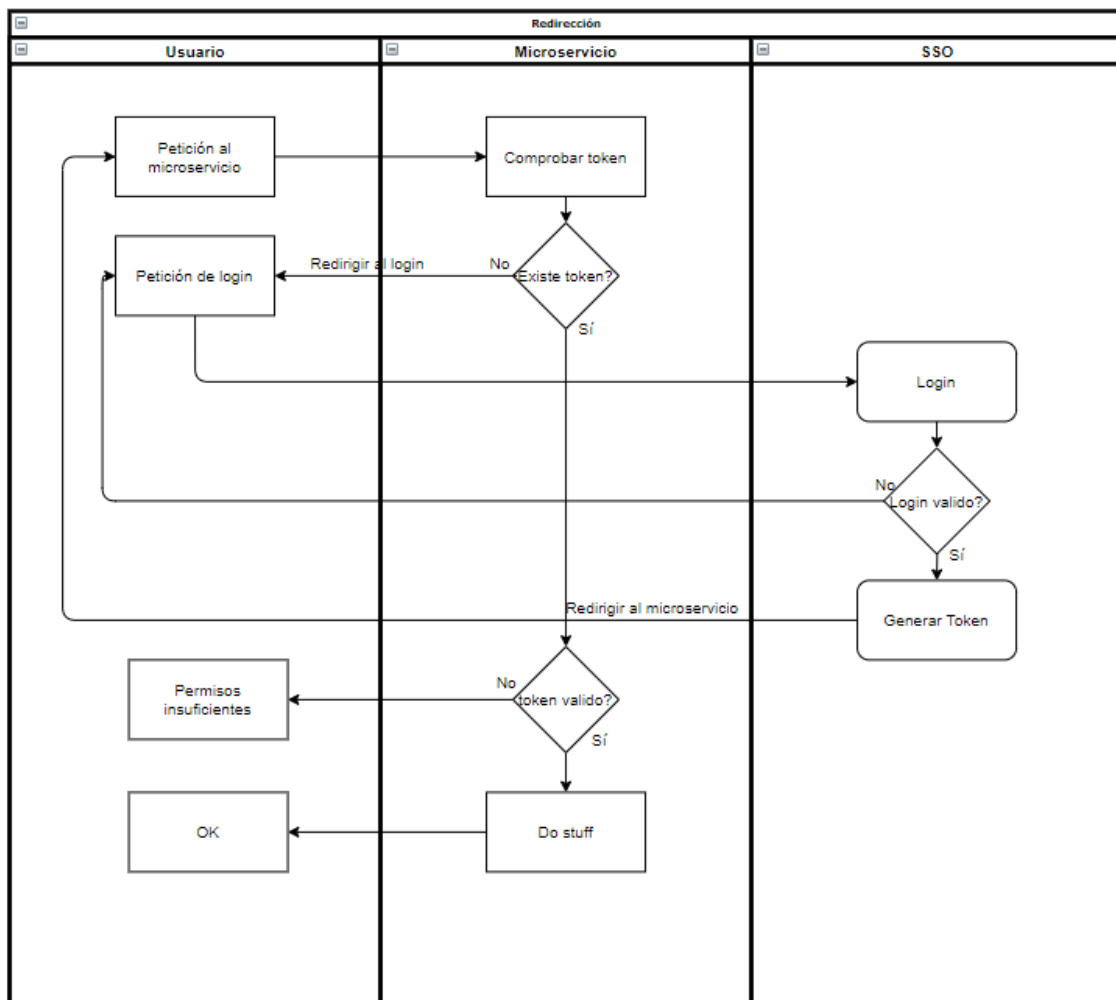 Redirección
Usuario
Microservicio
SSO
Petición al
microservicio
Comprobar token
Petición de login
Redirigir al login
No
Existe token?
Sí
Login
No
Login valido?
Sí
Redirigir al microservicio
Generar Token
Permisos
insuficientes
No
token valido?
Sí
OK
Do stuff